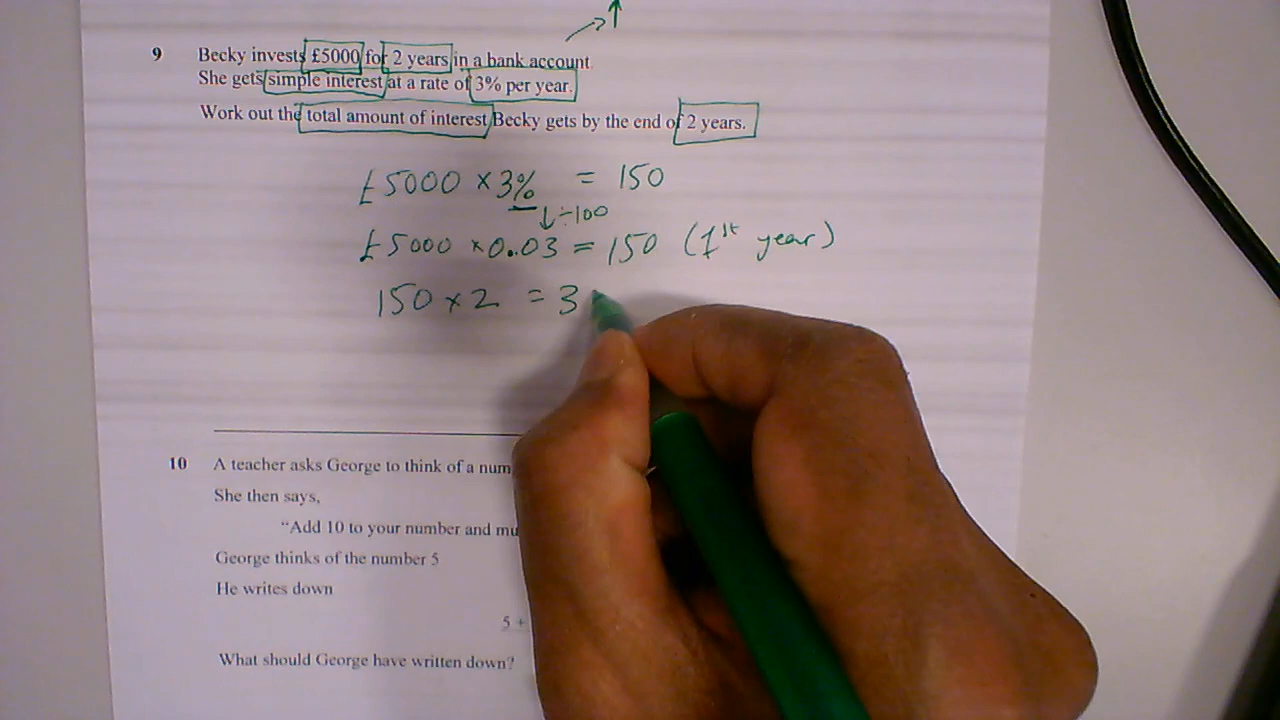 9 Becky invests £5000 for 2 years in a bank account
She gets simple interest at a rate of 3% per year.
Work out the total amount of interest Becky gets by the end of 2 years.
£5000 × 3% = 150
↓÷100
£5000 × 0.03 = 150 (1st year)
150 × 2 = 3
10 A teacher asks George to think of a num
She then says,
"Add 10 to your number and mu
George thinks of the number 5
He writes down
5 +
What should George have written down?